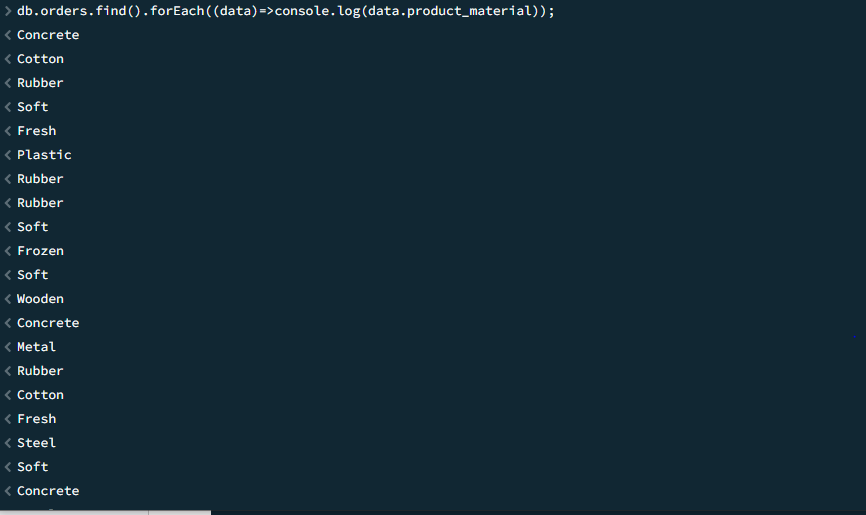 > db.orders.find().forEach((data)=>console.log(data.product_material));
< Concrete
< Cotton
< Rubber
< Soft
< Fresh
< Plastic
< Rubber
< Rubber
< Soft
< Frozen
< Soft
< Wooden
< Concrete
< Metal
< Rubber
< Cotton
< Fresh
< Steel
< Soft
< Concrete